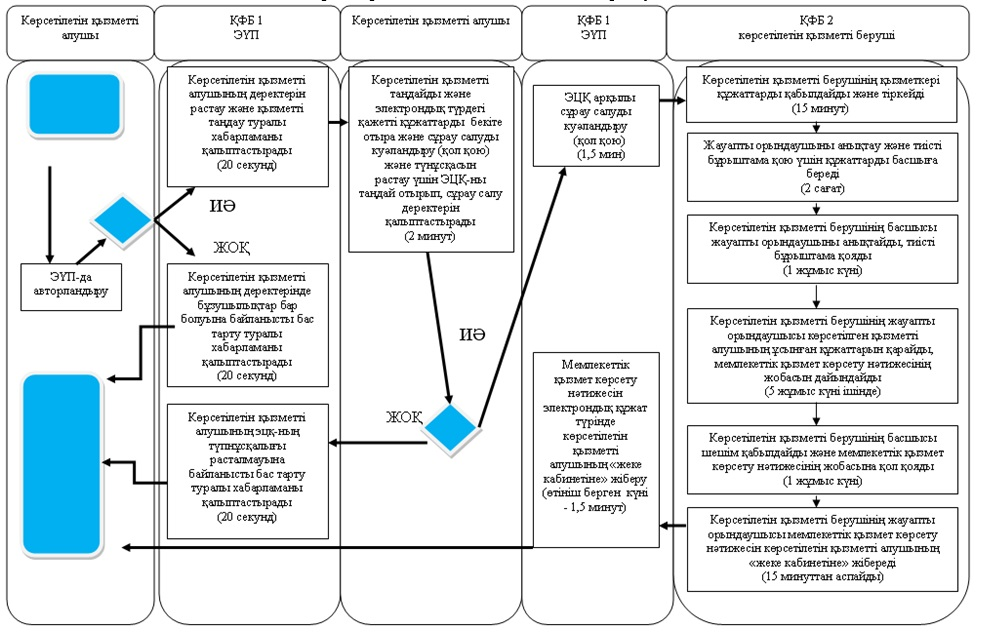 Көрсетілетін қызметті
алушы
ҚФБ 1
ЭҮП
Көрсетілетін қызметті алушы
ҚФБ 1
ЭҮП
ҚФБ 2
көрсетілетін қызметті беруші
ЭҮП-да
авторландыру
Көрсетілетін қызметті
алушының деректерін
растау және қызметті
таңдау туралы
хабарламаны
қалыптастырады
(20 секунд)
ИӘ
ЖОҚ
Көрсетілетін қызметті
алушының деректерінде
бұзушылықтар бар
болуына байланысты бас
тарту туралы
хабарламаны
қалыптастырады
(20 секунд)
Көрсетілетін қызметті
алушының эцқ-ның
түпнұсқалығы
расталмауына
байланысты бас тарту
туралы хабарламаны
қалыптастырады
(20 секунд)
Көрсетілетін қызметті
таңдайды және
электрондық түрдегі
қажетті құжаттарды бекіте
отыра және сұрау салуды
куәландыру (қол қою)
және түпнұсқасын
растау үшін ЭЦҚ-ны
таңдай отырып, сұрау салу
деректерін
қалыптастырады
(2 минут)
ИӘ
ЖОҚ
ЭЦҚ арқылы
сұрау салуды
куәландыру
(қол қою)
(1,5 мин)
Мемлекеттік
қызмет көрсету
нәтижесін
электрондық құжат
түрінде
көрсетілетін
қызметті
алушының «жеке
кабинетіне» жіберу
(өтініш берген күні
- 1,5 минут)
Көрсетілетін қызметті берушінің қызметкері
құжаттарды қабылдайды және тіркейді
(15 минут)
Жауапты орындаушыны анықтау және тиісті
бұрыштама қою үшін құжаттарды басшыға
береді
(2 сағат)
Көрсетілетін қызметті берушінің басшысы
жауапты орындаушыны анықтайды, тиісті
бұрыштама қояды
(1 жұмыс күні)
Көрсетілетін қызметті берушінің жауапты
орындаушысы көрсетілген қызметті
алушының ұсынған құжаттарын қарайды,
мемлекеттік қызмет көрсету нәтижесінің
жобасын дайындайды
(5 жұмыс күні ішінде)
Көрсетілетін қызметті берушінің басшысы
шешім қабылдайды және мемлекеттік қызмет
көрсету нәтижесінің жобасына қол қояды
(1 жұмыс күні)
Көрсетілетін қызметті берушінің жауапты
орындаушысы мемлекеттік қызмет көрсету
нәтижесін көрсетілетін қызметті алушының
«жеке кабинетіне» жібереді
(15 минуттан аспайды)